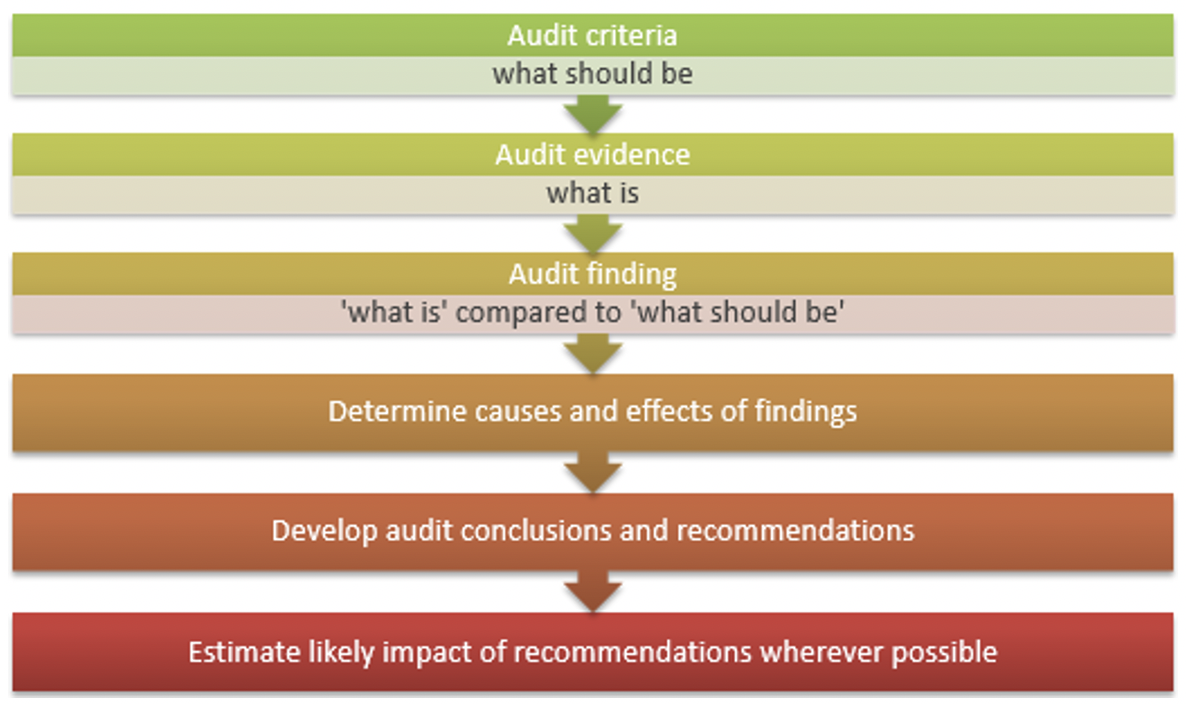 Audit criteria
what should be
Audit evidence
what is
Audit finding
'what is' compared to 'what should be'
Determine causes and effects of findings
Develop audit conclusions and recommendations
Estimate likely impact of recommendations wherever possible